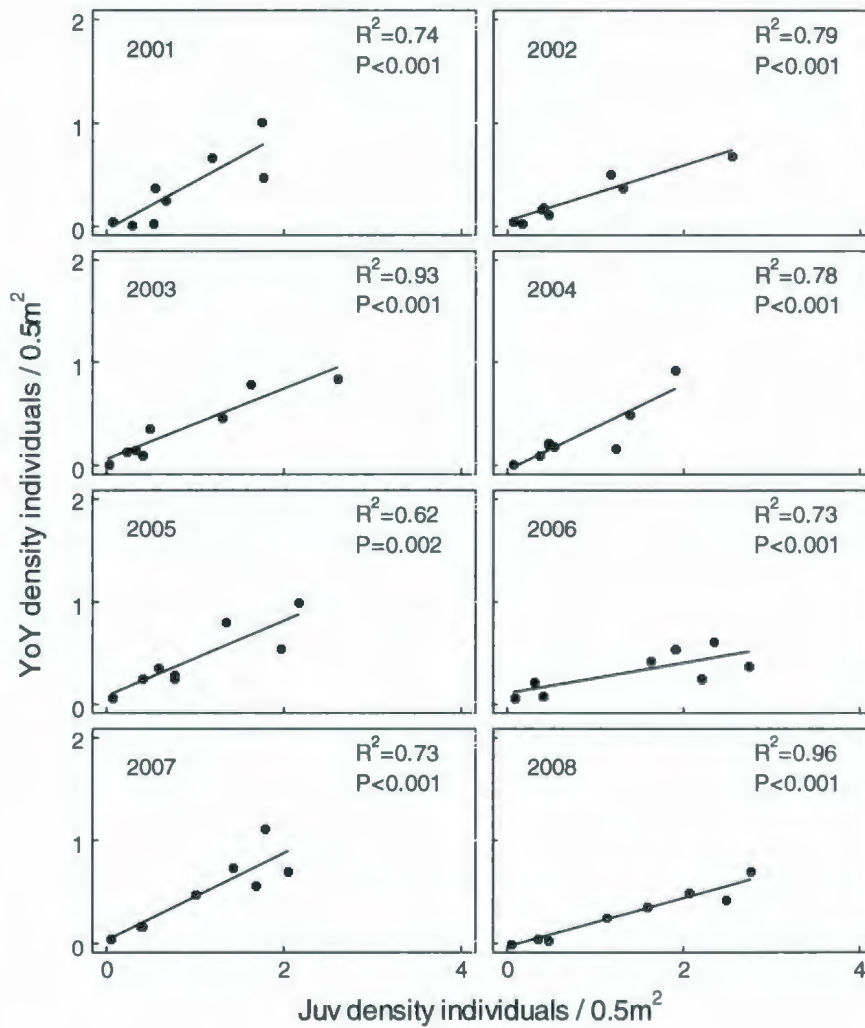 2
2001
R²=0.74
P<0.001
1
0
2002
R²=0.79
P<0.001
2
2003
R²=0.93
P<0.001
1
0
2004
R²=0.78
P<0.001
YoY density individuals / 0.5m²
2
2005
R²=0.62
P=0.002
1
0
2006
R²=0.73
P<0.001
2
2007
R²=0.73
P<0.001
1
0
2008
R²=0.96
P<0.001
0 2 4
0 2 4
Juv density individuals / 0.5m²